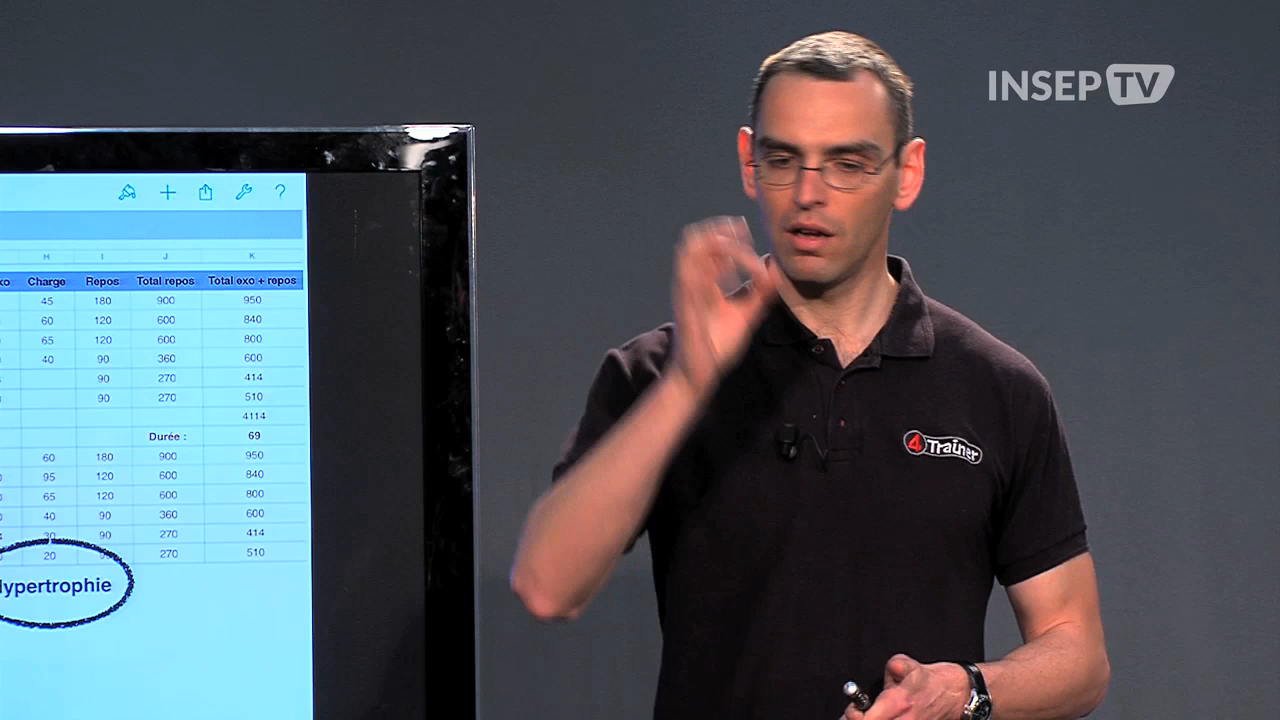 INSEP TV
H I J K
Charge Repos Total repos Total exo + repos
45 180 900 950
60 120 600 840
65 120 600 800
40 90 360 600
90 270 414
90 270 510
4114
Durée : 69
60 180 900 950
95 120 600 840
65 120 600 800
40 90 360 600
30 90 270 414
20 270 510
ypertrophie
4Trainer